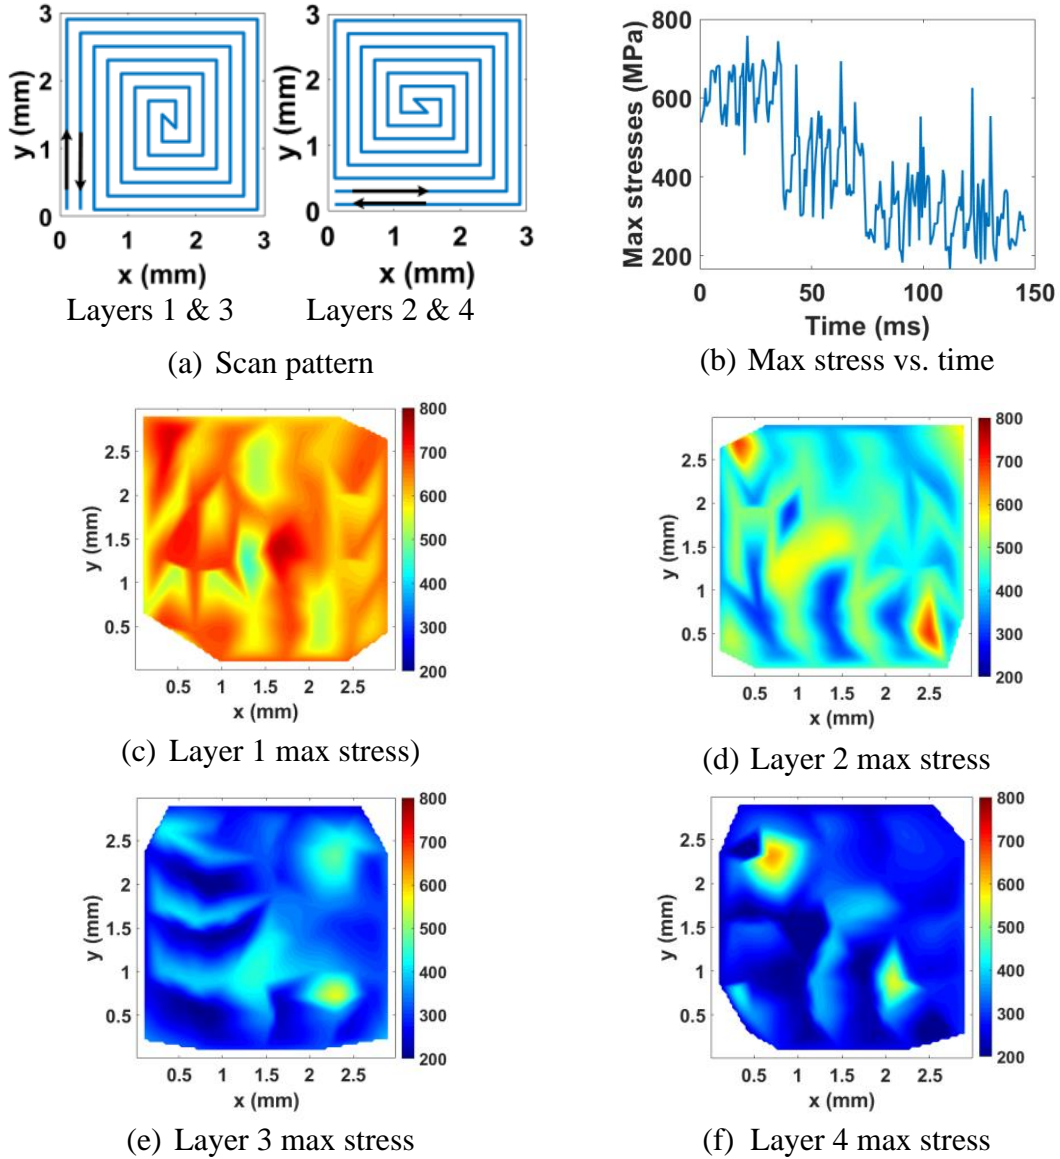 3
2
1
0
y (mm)
0 1 2 3
x (mm)
Layers 1 & 3
3
2
1
0
y (mm)
0 1 2 3
x (mm)
Layers 2 & 4
(a) Scan pattern
800
600
400
200
Max stresses (MPa)
0 50 100 150
Time (ms)
(b) Max stress vs. time
2.5
2
1.5
1
0.5
y (mm)
0.5 1 1.5 2 2.5
x (mm)
800
700
600
500
400
300
200
(c) Layer 1 max stress)
2.5
2
1.5
1
0.5
y (mm)
0.5 1 1.5 2 2.5
x (mm)
800
700
600
500
400
300
200
(d) Layer 2 max stress
2.5
2
1.5
1
0.5
y (mm)
0.5 1 1.5 2 2.5
x (mm)
800
700
600
500
400
300
200
(e) Layer 3 max stress
2.5
2
1.5
1
0.5
y (mm)
0.5 1 1.5 2 2.5
x (mm)
800
700
600
500
400
300
200
(f) Layer 4 max stress